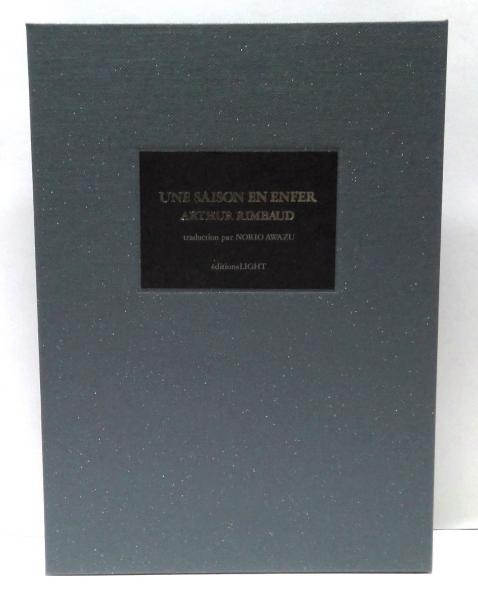 UNE SAISON EN ENFER
ARTHUR RIMBAUD
traduction par NORIO AWAZU
éditionsLIGHT